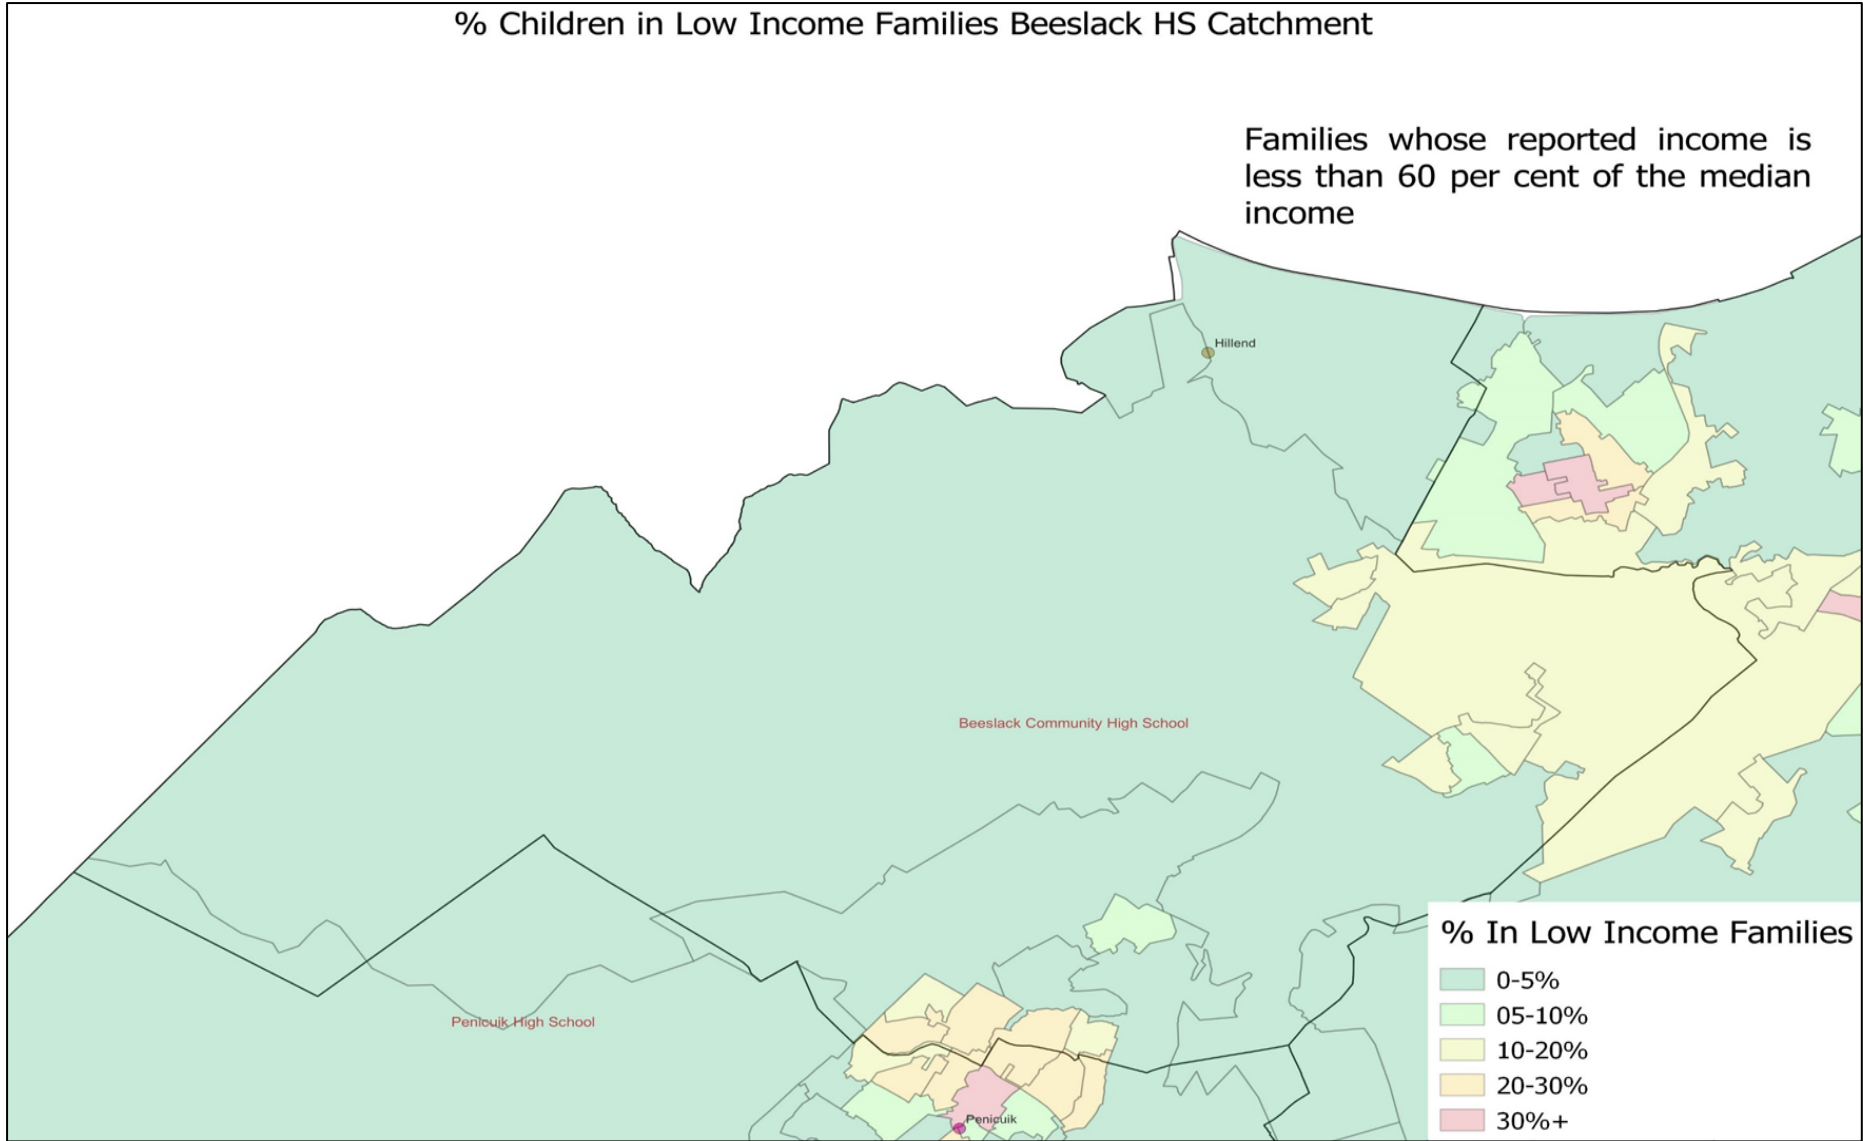 % Children in Low Income Families Beeslack HS Catchment
Families whose reported income is
less than 60 per cent of the median
income
Hillend
Beeslack Community High School
Penicuik High School
Penicuik
% In Low Income Families
0-5%
05-10%
10-20%
20-30%
30%+